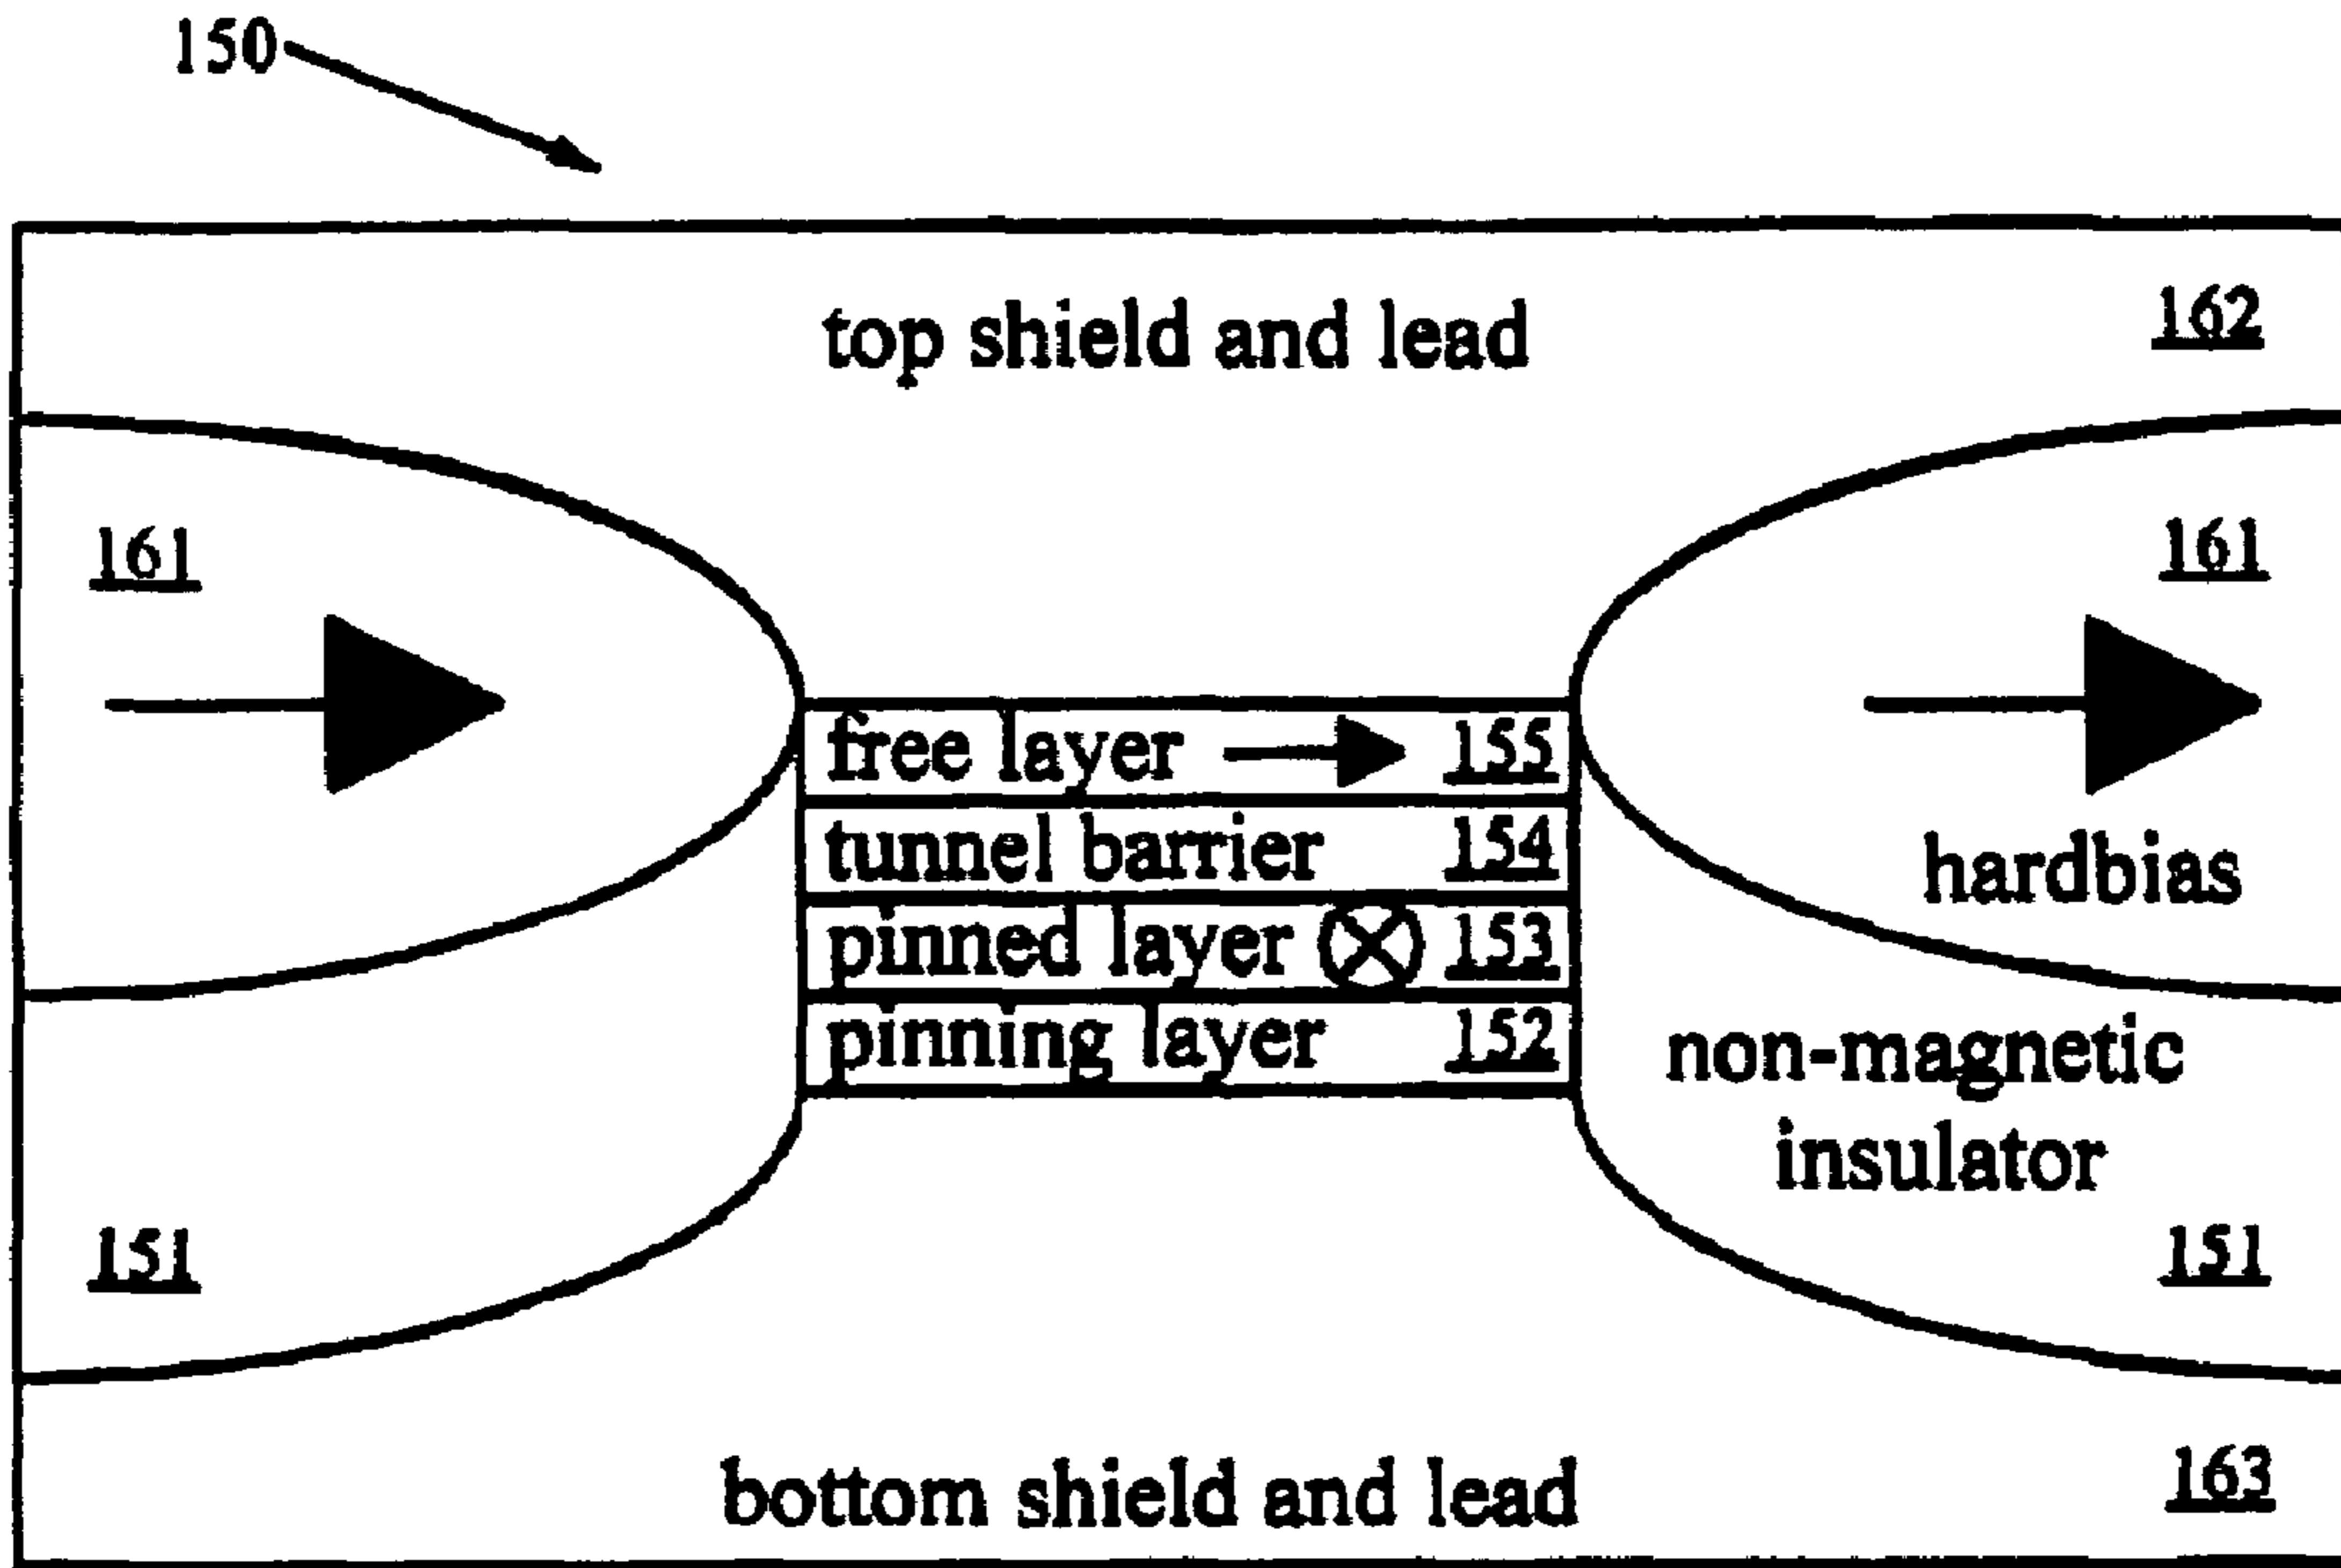 150
top shield and lead 162
161 161
free layer 155
tunnel barrier 154
hardbias
pinned layer 153
pinning layer 152
non-magnetic
insulator
151 151
bottom shield and lead 163